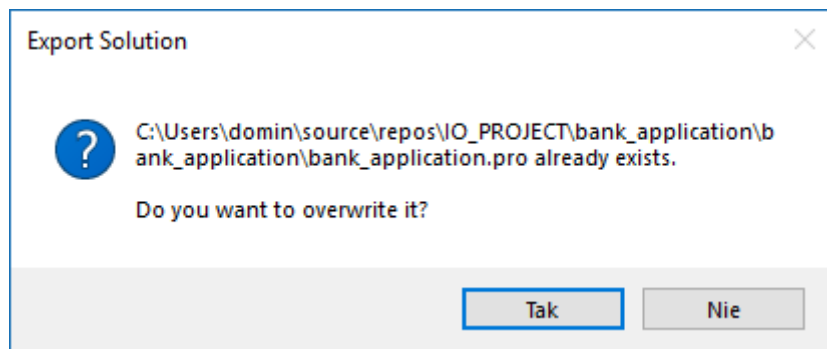 Export Solution
C:\Users\domin\source\repos\IO_PROJECT\bank_application\b
ank_application\bank_application.pro already exists.
Do you want to overwrite it?
Tak
Nie